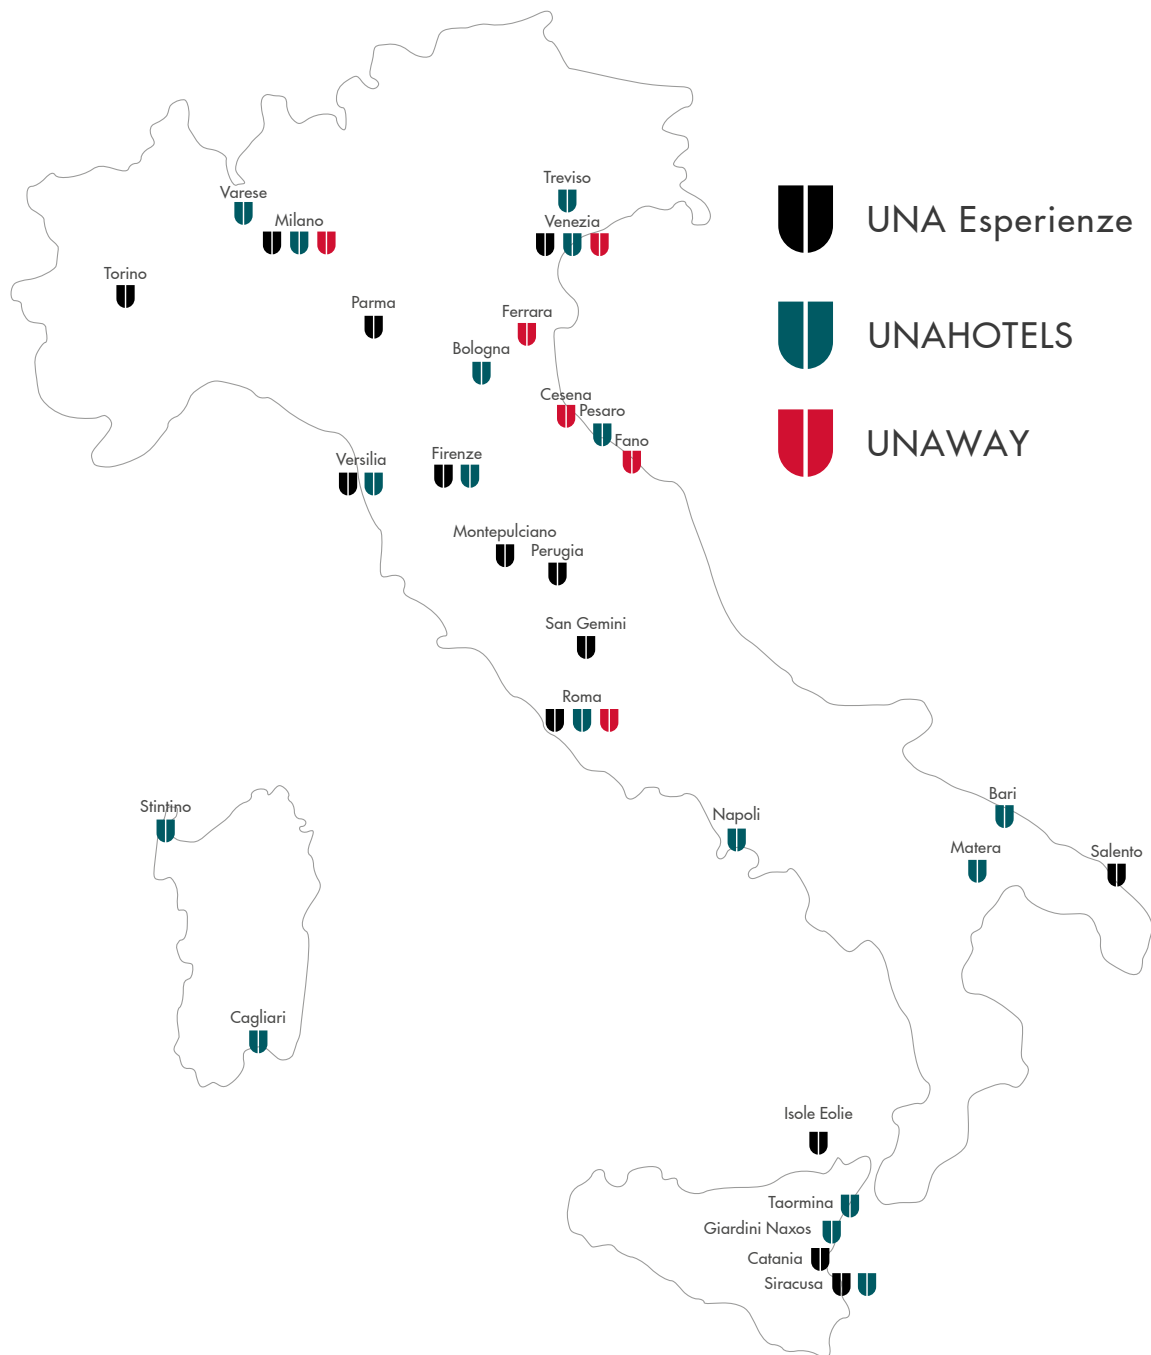 Treviso
Varese
Milano
Venezia
UNA Esperienze
Torino
Parma
Ferrara
UNAHOTELS
Bologna
Cesena
Pesaro
Fano
UNAWAY
Versilia
Firenze
Montepulciano
Perugia
San Gemini
Roma
Stintino
Napoli
Bari
Matera
Salento
Cagliari
Isole Eolie
Taormina
Giardini Naxos
Catania
Siracusa